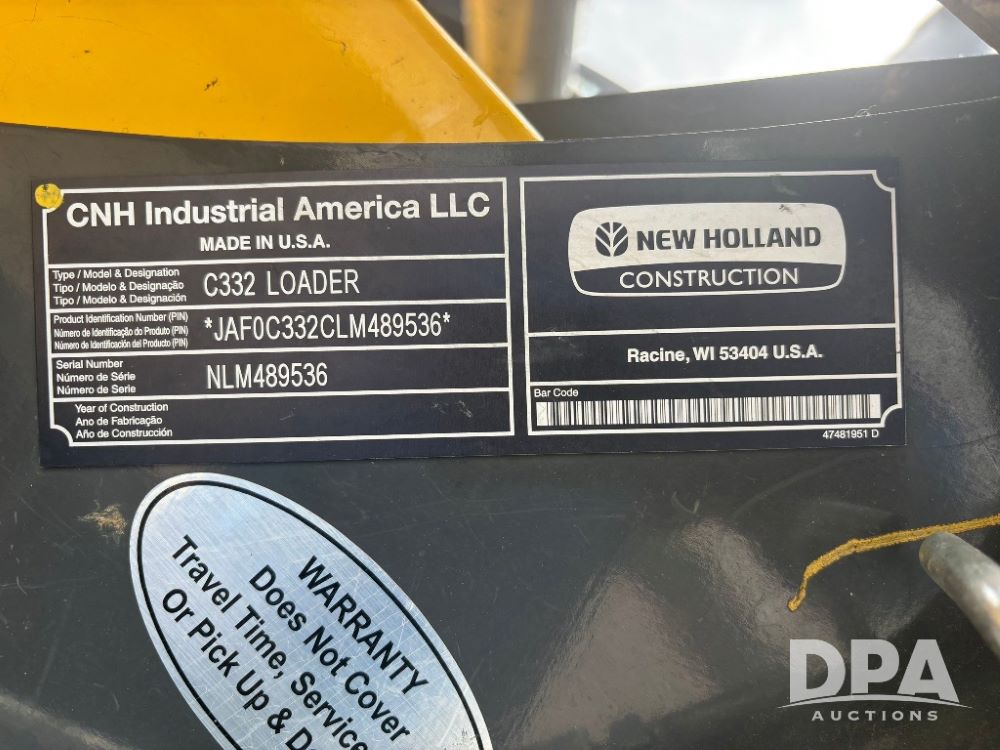 CNH Industrial America LLC
MADE IN U.S.A.
Type / Model & Designation
Tipo / Modelo & Designação
Tipo / Modelo & Designación
C332 LOADER
Product Identification Number (PIN)
Número de Identificação do Produto (PIN)
Número de Identificación del Producto (PIN)
*JAF0C332CLM489536*
Serial Number
Número de Série
Número de Serie
NLM489536
Year of Construction
Ano de Fabricação
Año de Construcción
NEW HOLLAND
CONSTRUCTION
Racine, WI 53404 U.S.A.
Bar Code
47481951 D
WARRANTY
Does Not Cover
Travel Time, Service
Or Pick Up &
DPA
AUCTIONS